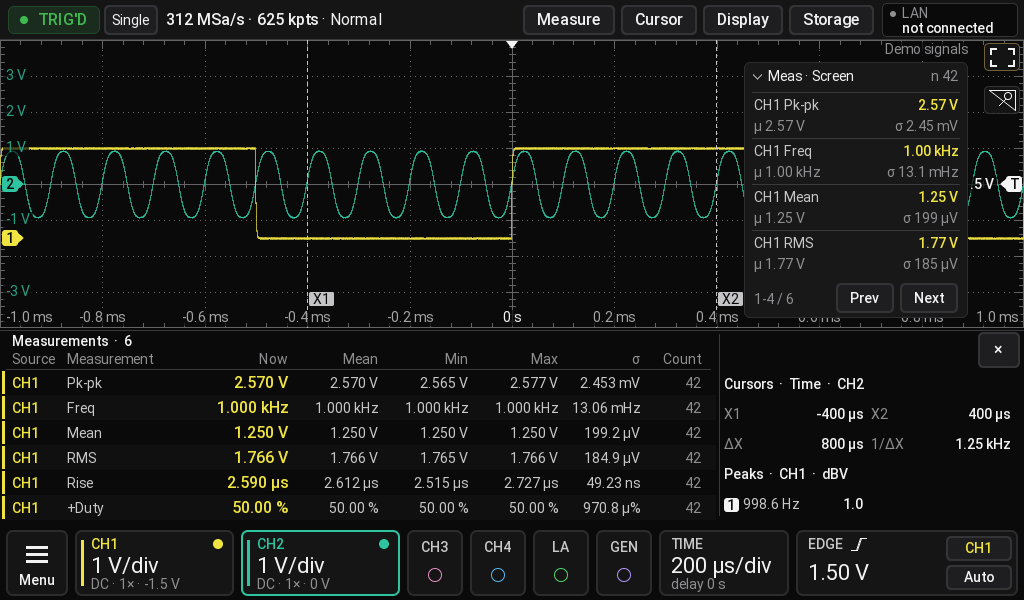 TRIG'D Single 312 MSa/s · 625 kpts · Normal Measure Cursor Display Storage LAN
not connected
Demo signals
3 V
2 V
1 V
2
-1 V
1
-3 V
X1 X2
-1.0 ms -0.8 ms -0.6 ms -0.4 ms -0.2 ms 0 s 0.2 ms 0.4 ms 1.0 ms
.5 V T
Meas · Screen n 42
CH1 Pk-pk 2.57 V
μ 2.57 V σ 2.45 mV
CH1 Freq 1.00 kHz
μ 1.00 kHz σ 13.1 mHz
CH1 Mean 1.25 V
μ 1.25 V σ 199 μV
CH1 RMS 1.77 V
μ 1.77 V σ 185 μV
1-4 / 6 Prev Next
Measurements · 6
Source Measurement Now Mean Min Max σ Count
CH1 Pk-pk 2.570 V 2.570 V 2.565 V 2.577 V 2.453 mV 42
CH1 Freq 1.000 kHz 1.000 kHz 1.000 kHz 1.000 kHz 13.06 mHz 42
CH1 Mean 1.250 V 1.250 V 1.250 V 1.250 V 199.2 μV 42
CH1 RMS 1.766 V 1.766 V 1.765 V 1.766 V 184.9 μV 42
CH1 Rise 2.590 μs 2.612 μs 2.515 μs 2.727 μs 49.23 ns 42
CH1 +Duty 50.00 % 50.00 % 50.00 % 50.00 % 970.8 μ% 42
×
Cursors · Time · CH2
X1 -400 μs X2 400 μs
ΔX 800 μs 1/ΔX 1.25 kHz
Peaks · CH1 · dBV
1 998.6 Hz 1.0
Menu
CH1
1 V/div
DC · 1× · -1.5 V
CH2
1 V/div
DC · 1× · 0 V
CH3
CH4
LA
GEN
TIME
200 μs/div
delay 0 s
EDGE
1.50 V
CH1
Auto